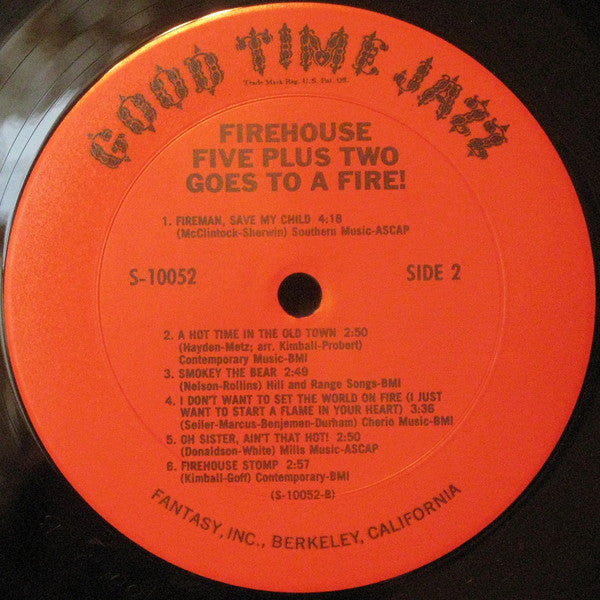 GOOD TIME JAZZ
Trade Mark Reg. U.S. Pat. Off.
FIREHOUSE
FIVE PLUS TWO
GOES TO A FIRE!
1. FIREMAN, SAVE MY CHILD 4:18
(McClintock-Sherwin) Southern Music-ASCAP
S-10052
SIDE 2
2. A HOT TIME IN THE OLD TOWN 2:50
(Hayden-Metz; arr. Kimball-Probert)
Contemporary Music-BMI
3. SMOKEY THE BEAR 2:49
(Nelson-Rollins) Hill and Range Songs-BMI
4. I DON'T WANT TO SET THE WORLD ON FIRE (I JUST
WANT TO START A FLAME IN YOUR HEART) 3:36
(Seiler-Marcus-Benjemen-Durham) Cherio Music-BMI
5. OH SISTER, AIN'T THAT HOT! 2:50
(Donaldson-White) Mills Music-ASCAP
6. FIREHOUSE STOMP 2:57
(Kimball-Goff) Contemporary-BMI
(S-10052-B)
FANTASY, INC., BERKELEY, CALIFORNIA